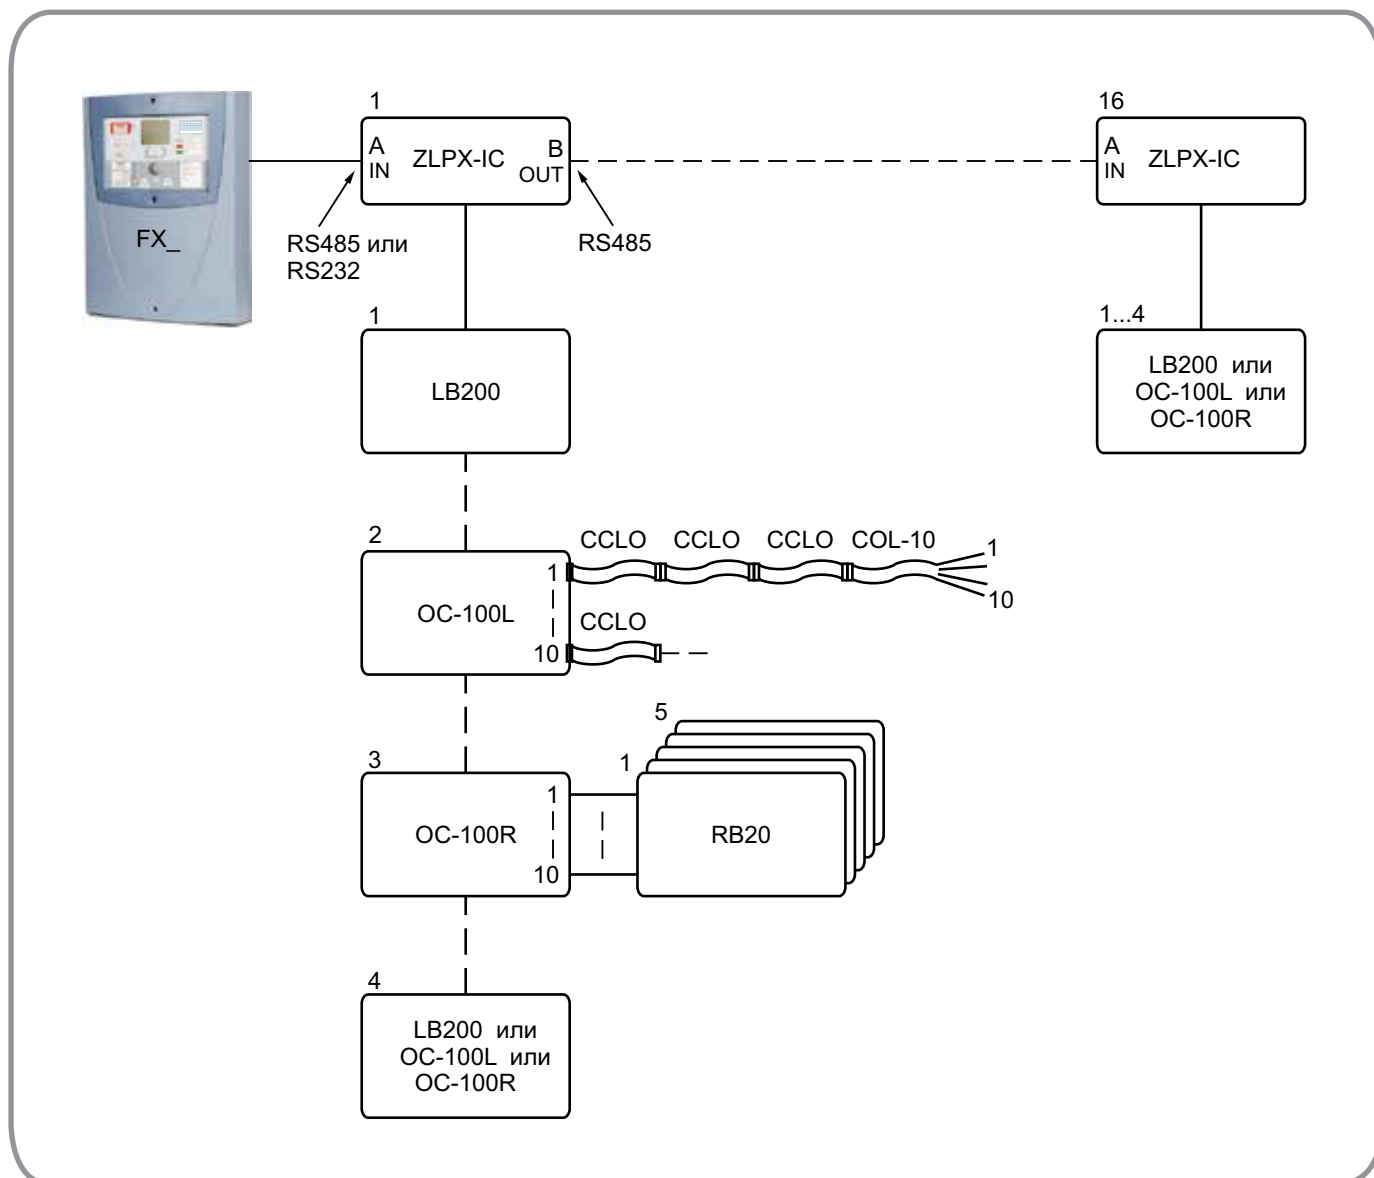 1
16
A
IN
ZLPX-IC
B
OUT
A
IN
ZLPX-IC
FX_
RS485 или
RS232
RS485
1
LB200
1...4
LB200 или
OC-100L или
OC-100R
2
OC-100L
1
10
CCLO
CCLO
CCLO
COL-10
1
10
CCLO
3
OC-100R
1
10
5
1
RB20
4
LB200 или
OC-100L или
OC-100R